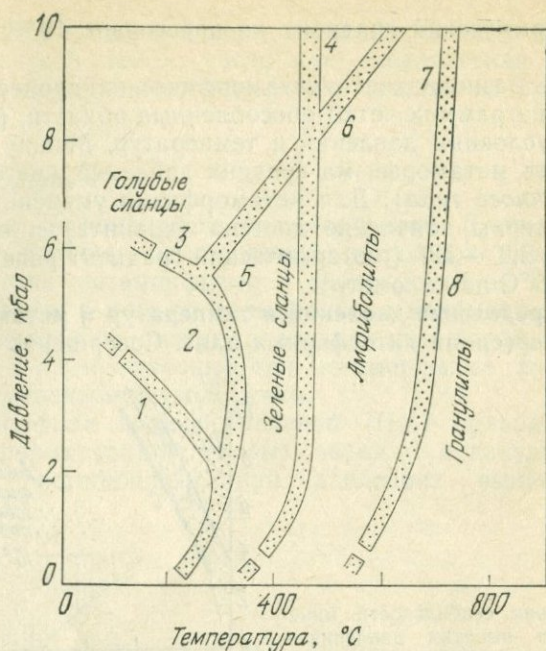 10
8
6
4
2
0
Давление, кбар
Голубые
сланцы
1
2
3
4
5
6
7
8
Зеленые сланцы
Амфиболиты
Гранулиты
0
400
800
Температура, °C